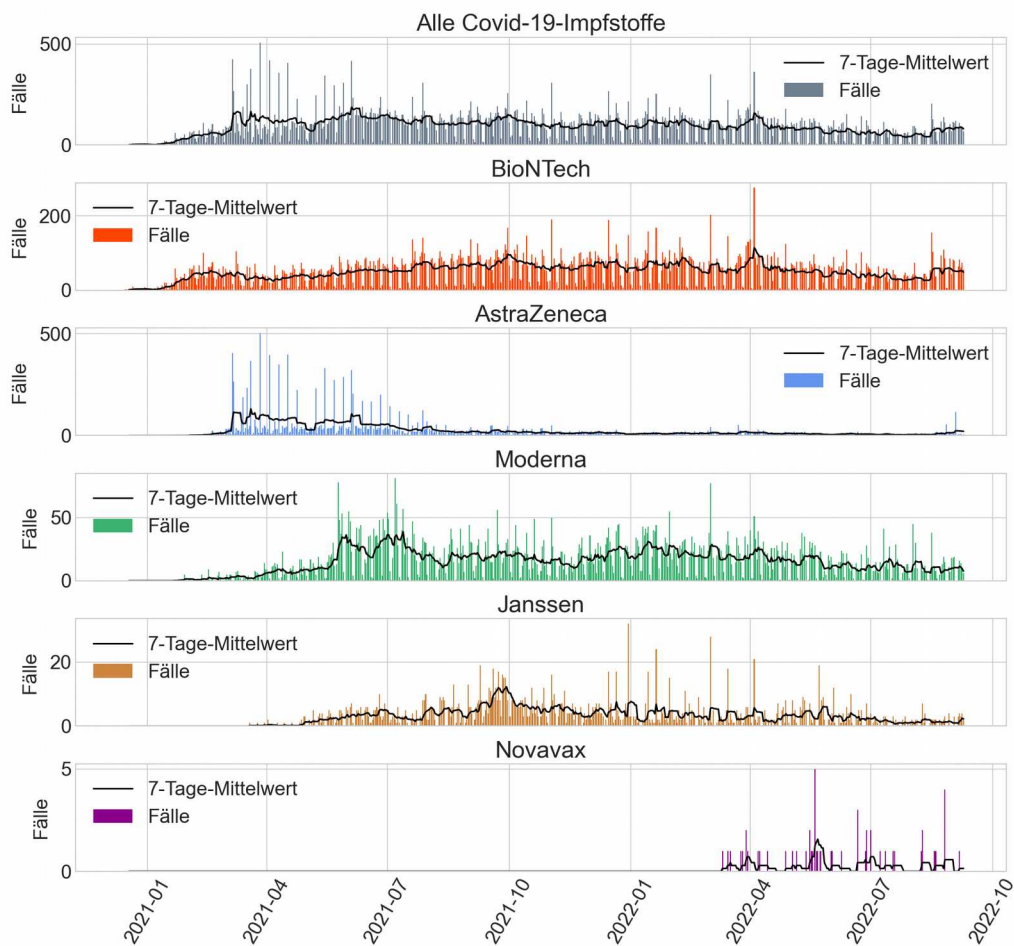 Alle Covid-19-Impfstoffe
500
0
Fälle
7-Tage-Mittelwert
Fälle
BioNTech
200
0
7-Tage-Mittelwert
Fälle
AstraZeneca
500
0
Fälle
7-Tage-Mittelwert
Fälle
Moderna
50
0
Fälle
7-Tage-Mittelwert
Fälle
Janssen
20
0
Fälle
7-Tage-Mittelwert
Fälle
Novavax
5
0
Fälle
7-Tage-Mittelwert
Fälle
2021-01
2021-04
2021-07
2021-10
2022-01
2022-04
2022-07
2022-10